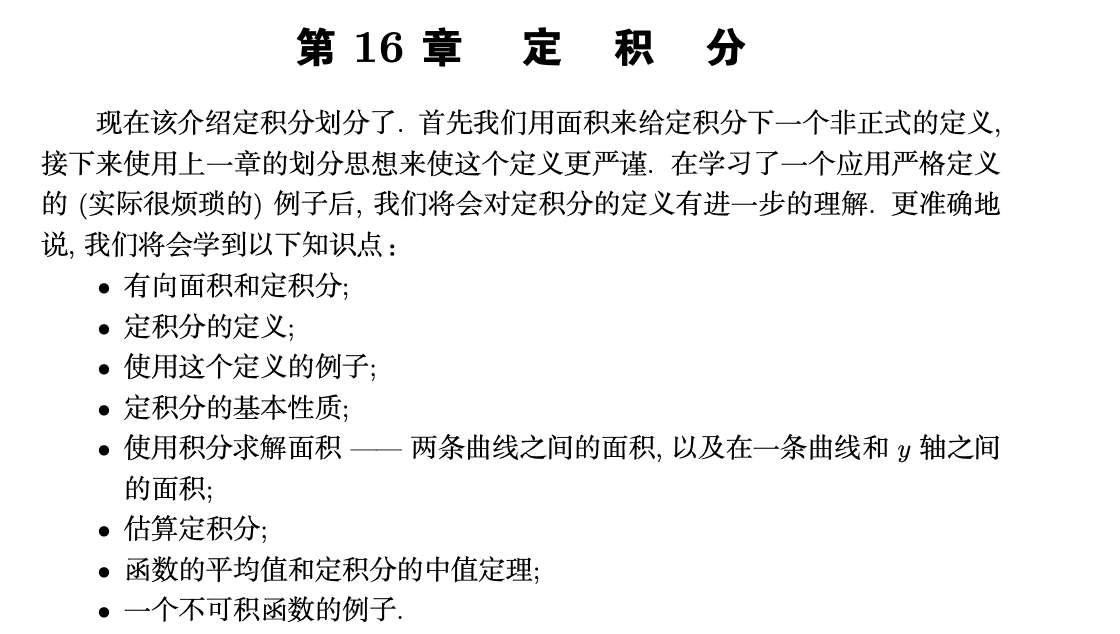 第 16 章 定 积 分
现在该介绍定积分划分了. 首先我们用面积来给定积分下一个非正式的定义,
接下来使用上一章的划分思想来使这个定义更严谨. 在学习了一个应用严格定义
的 (实际很烦琐的) 例子后, 我们将会对定积分的定义有进一步的理解. 更准确地
说, 我们将会学到以下知识点：
• 有向面积和定积分;
• 定积分的定义;
• 使用这个定义的例子;
• 定积分的基本性质;
• 使用积分求解面积 —— 两条曲线之间的面积, 以及在一条曲线和 y 轴之间
的面积;
• 估算定积分;
• 函数的平均值和定积分的中值定理;
• 一个不可积函数的例子.